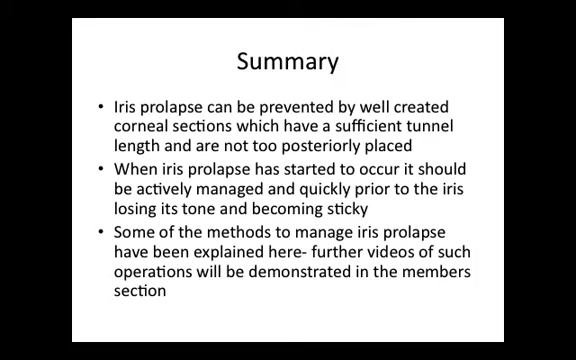 Summary
• Iris prolapse can be prevented by well created
corneal sections which have a sufficient tunnel
length and are not too posteriorly placed
• When iris prolapse has started to occur it should
be actively managed and quickly prior to the iris
losing its tone and becoming sticky
• Some of the methods to manage iris prolapse
have been explained here- further videos of such
operations will be demonstrated in the members
section